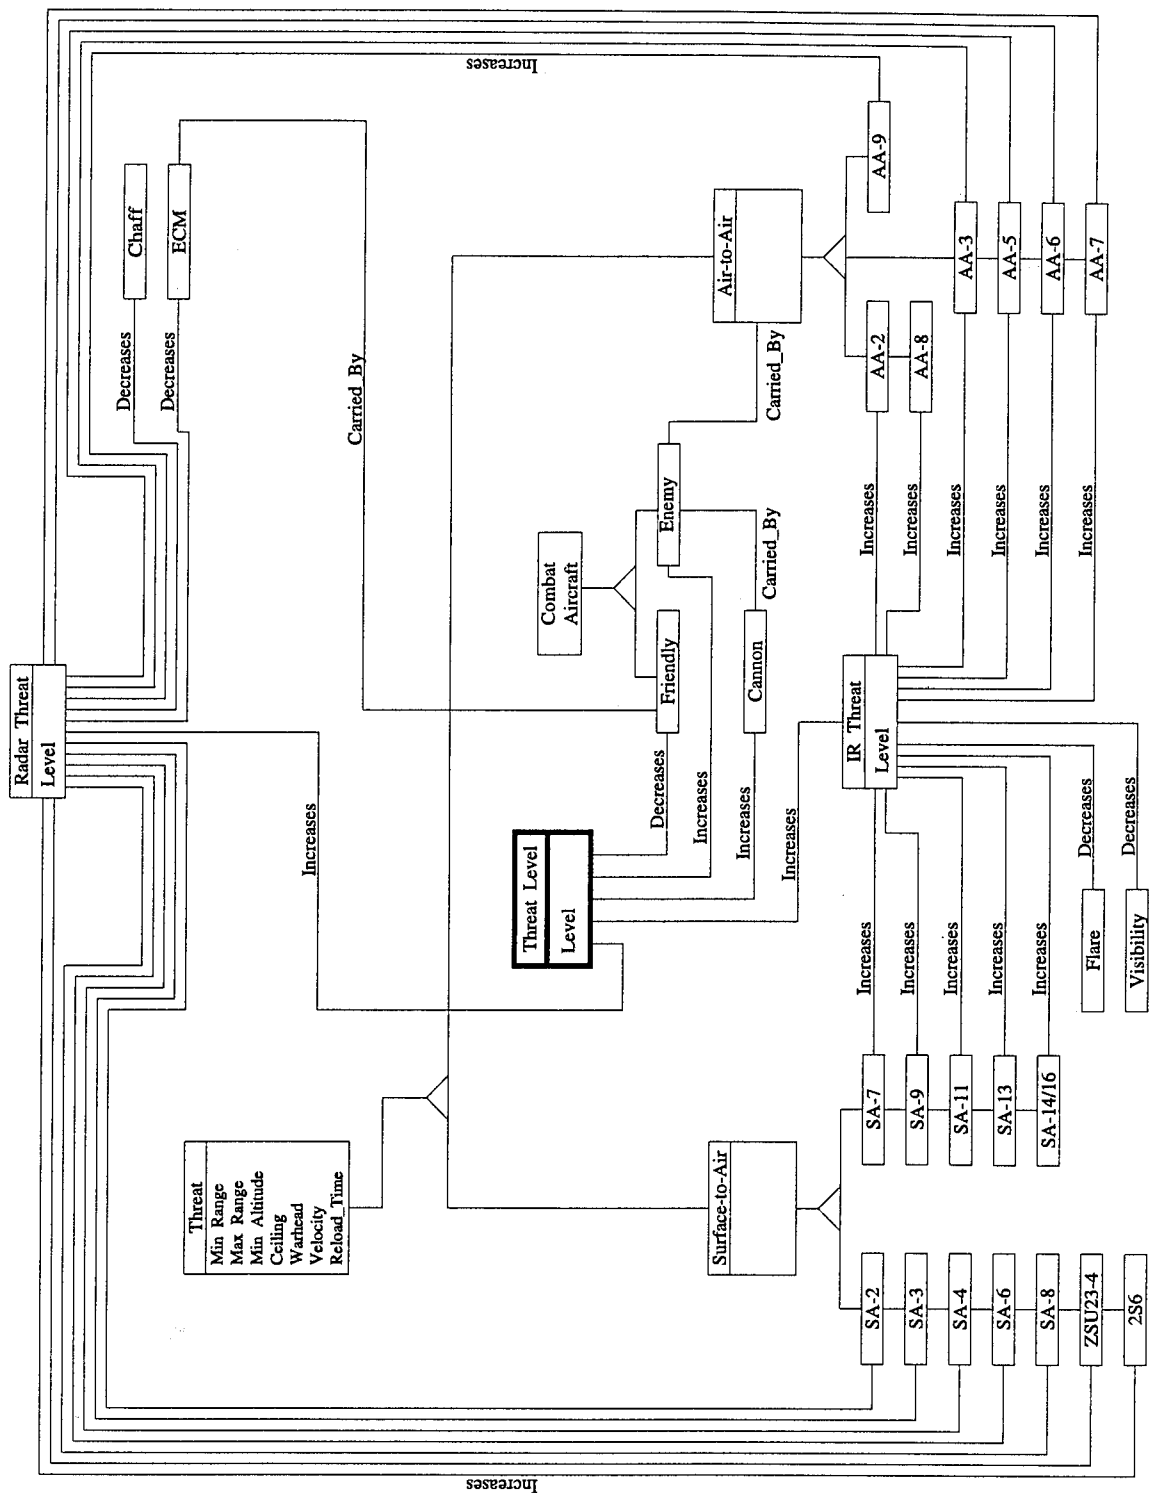 Radar Threat
Level
Increases
Increases
Chaff
Decreases
ECM
Decreases
Carried_By
Increases
Threat
Min Range
Max Range
Min Altitude
Ceiling
Warhead
Velocity
Reload_Time
Threat Level
Level
Combat
Aircraft
Friendly
Enemy
Decreases
Increases
Cannon
Carried_By
Increases
Increases
Carried_By
Air-to-Air
Surface-to-Air
IR Threat
Level
SA-2
SA-3
SA-4
SA-6
SA-8
ZSU23-4
2S6
SA-7
Increases
SA-9
Increases
SA-11
Increases
SA-13
Increases
SA-14/16
Increases
Flare
Decreases
Visibility
Decreases
Increases
AA-2
Increases
AA-8
AA-9
Increases
AA-3
Increases
AA-5
Increases
AA-6
Increases
AA-7